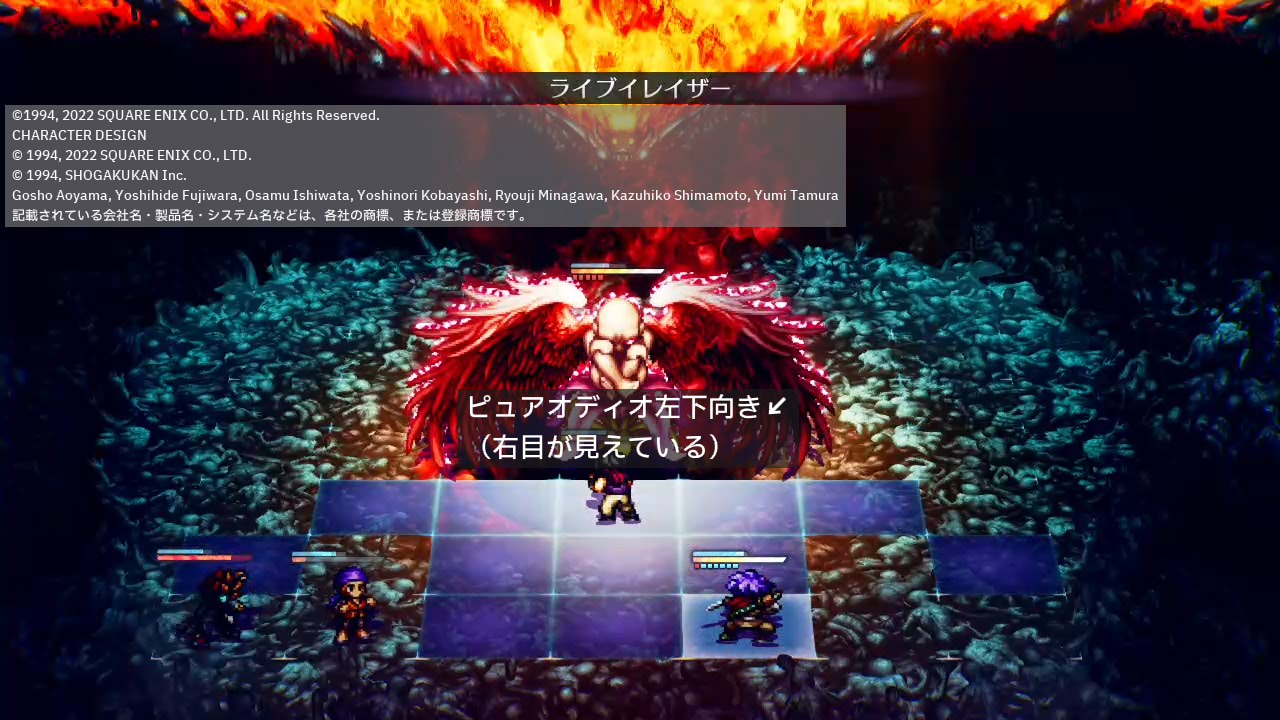 ライブイレイザー
©1994, 2022 SQUARE ENIX CO., LTD. All Rights Reserved.
CHARACTER DESIGN
© 1994, 2022 SQUARE ENIX CO., LTD.
© 1994, SHOGAKUKAN Inc.
Gosho Aoyama, Yoshihide Fujiwara, Osamu Ishiwata, Yoshinori Kobayashi, Ryouji Minagawa, Kazuhiko Shimamoto, Yumi Tamura
記載されている会社名・製品名・システム名などは、各社の商標、または登録商標です。
ピュアオディオ左下向き↙
（右目が見えている）